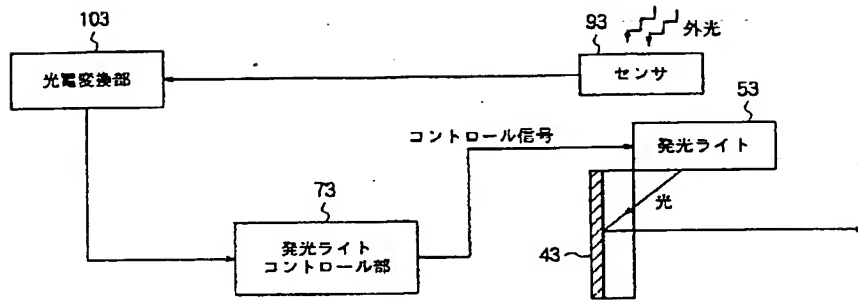 103
光電変換部
93
外光
センサ
53
コントロール信号
発光ライト
73
光
発光ライト
コントロール部
43